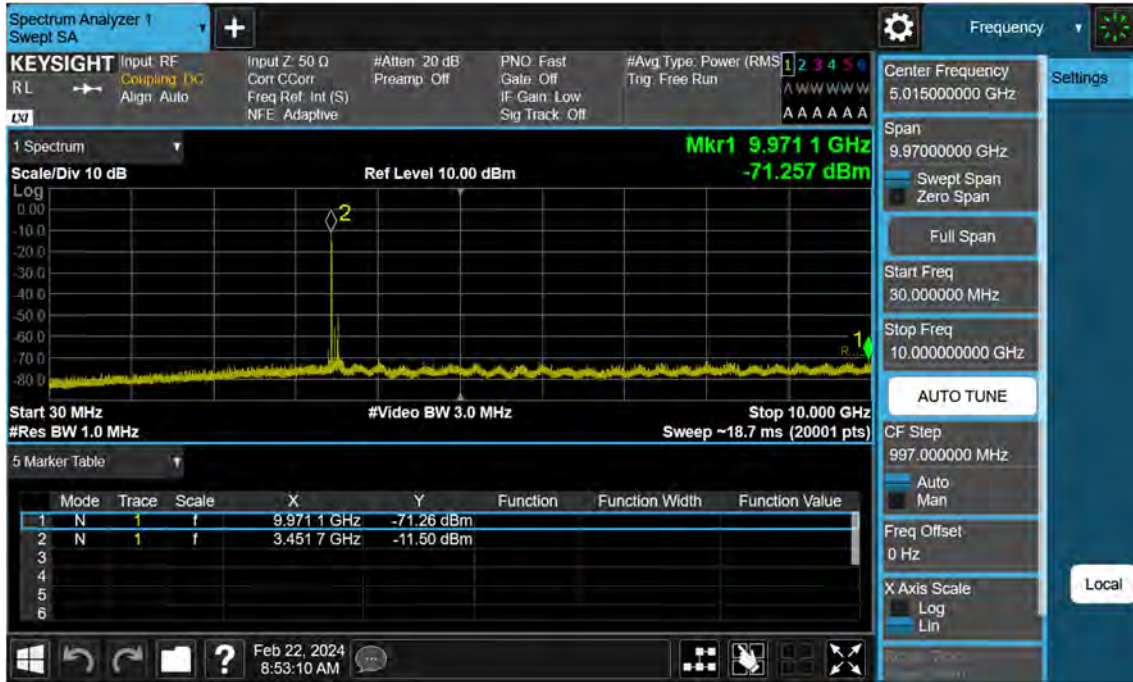 Spectrum Analyzer 1
Swept SA
+
Frequency
KEYSIGHT
RL
LXI
Input: RF
Coupling: DC
Align: Auto
Input Z: 50 Ω
Corr CCorr
Freq Ref: Int (S)
NFE: Adaptive
#Atten: 20 dB
Preamp: Off
PNO: Fast
Gate: Off
IF Gain: Low
Sig Track: Off
#Avg Type: Power (RMS
Trig: Free Run
1 2 3 4 5 6
A W W W W W
A A A A A A
1 Spectrum
Mkr1 9.971 1 GHz
Scale/Div 10 dB
Ref Level 10.00 dBm
-71.257 dBm
Log
0.00
-10.0
-20.0
-30.0
-40.0
-50.0
-60.0
-70.0
-80.0
2
1
Start 30 MHz
#Video BW 3.0 MHz
Stop 10.000 GHz
#Res BW 1.0 MHz
Sweep ~18.7 ms (20001 pts)
5 Marker Table
Mode Trace Scale X Y Function Function Width Function Value
1 N 1 f 9.971 1 GHz -71.26 dBm
2 N 1 f 3.451 7 GHz -11.50 dBm
3
4
5
6
?
Feb 22, 2024
8:53:10 AM
Center Frequency
5.015000000 GHz
Span
9.97000000 GHz
Swept Span
Zero Span
Full Span
Start Freq
30.000000 MHz
Stop Freq
10.000000000 GHz
AUTO TUNE
CF Step
997.000000 MHz
Auto
Man
Freq Offset
0 Hz
X Axis Scale
Log
Lin
Settings
Local